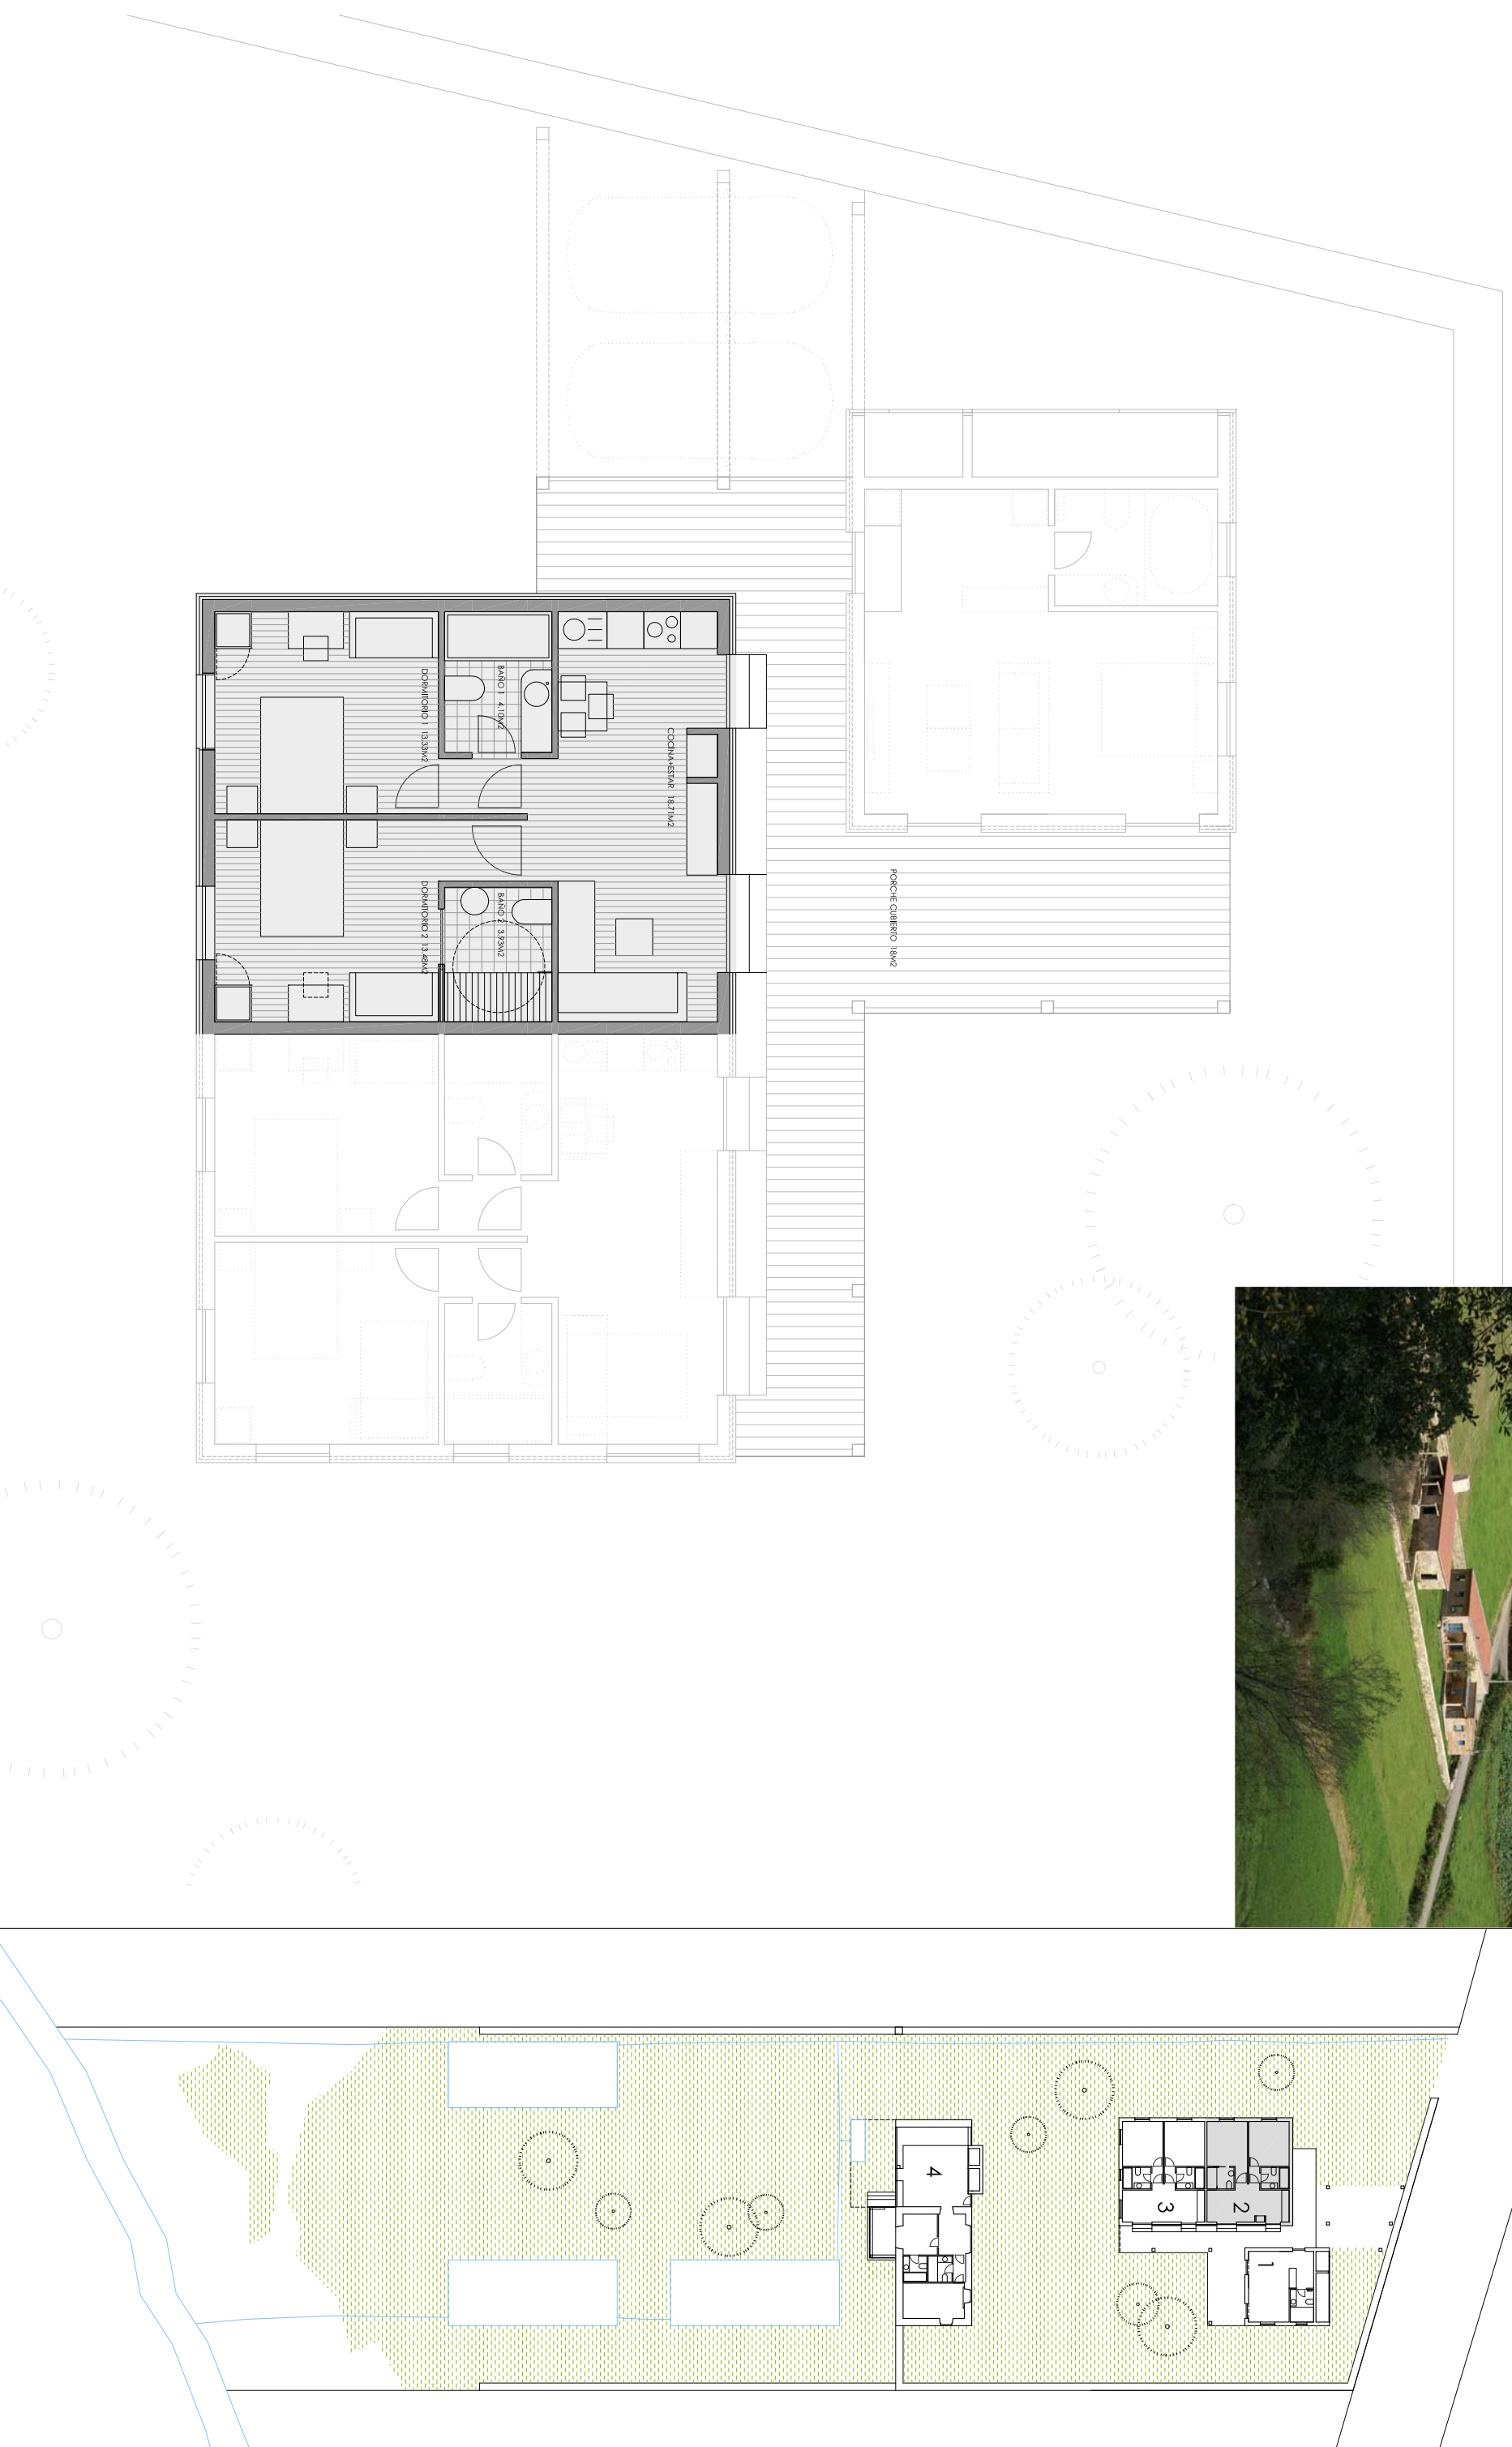 DORMITORIO 1 13.33M2
BAÑO 1 4.10M2
COCINA+ESTAR 18.71M2
DORMITORIO 2 13.48M2
BAÑO 2 3.93M2
PORCHE CUBIERTO 18M2
4
3
2
1